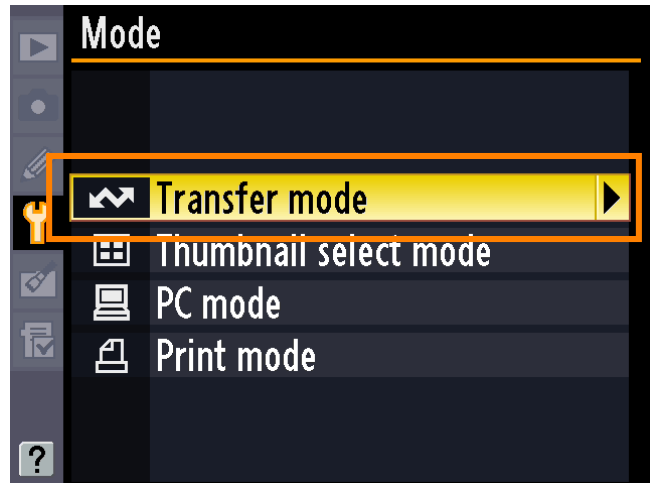 Mode
Transfer mode
Thumbnail select mode
PC mode
Print mode
?